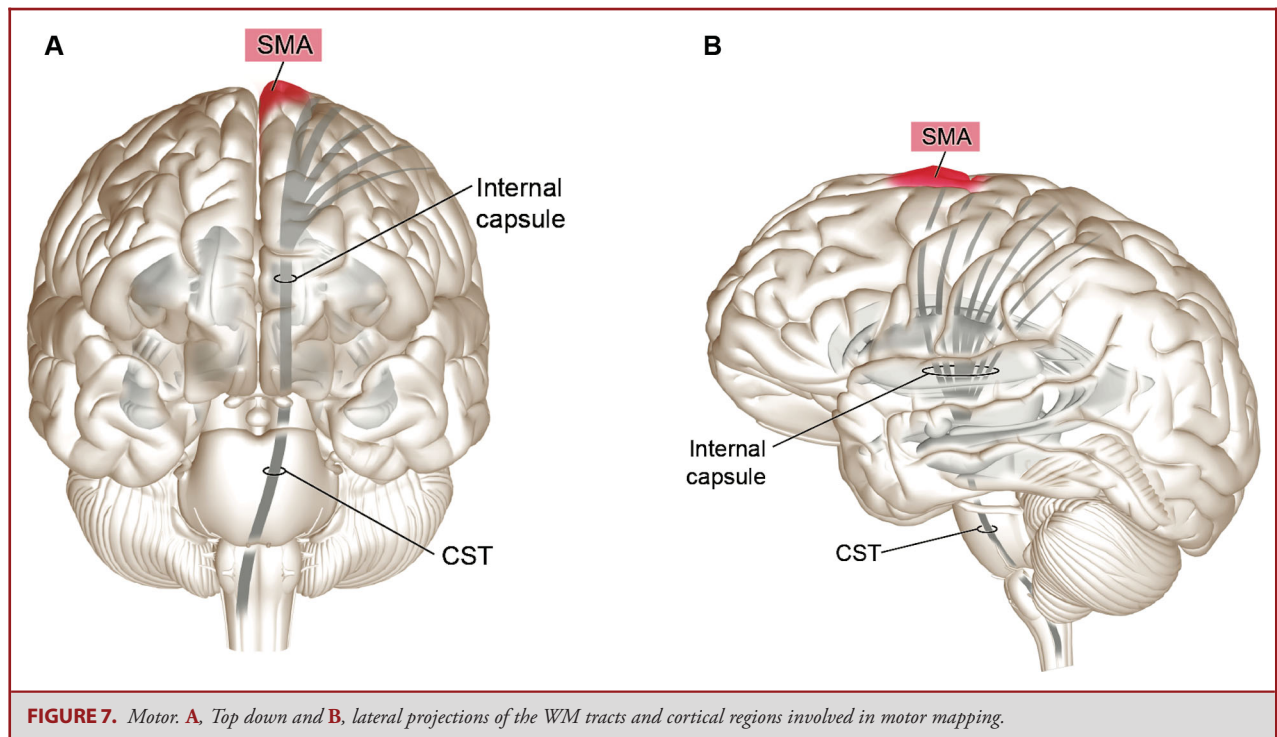 A
SMA
Internal
capsule
CST
B
SMA
Internal
capsule
CST
FIGURE 7. Motor. A, Top down and B, lateral projections of the WM tracts and cortical regions involved in motor mapping.